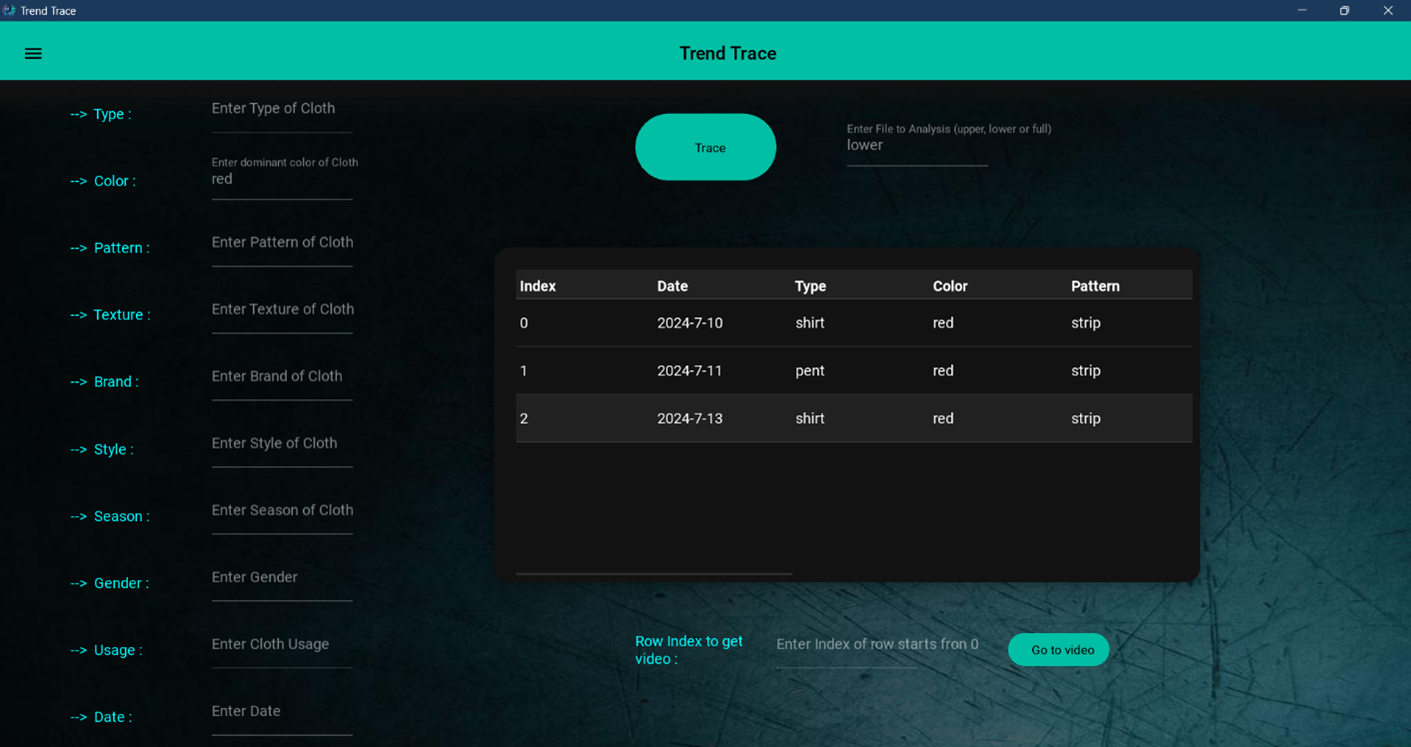 Trend Trace
Trend Trace
--> Type :
Enter Type of Cloth
--> Color :
Enter dominant color of Cloth
red
--> Pattern :
Enter Pattern of Cloth
--> Texture :
Enter Texture of Cloth
--> Brand :
Enter Brand of Cloth
--> Style :
Enter Style of Cloth
--> Season :
Enter Season of Cloth
--> Gender :
Enter Gender
--> Usage :
Enter Cloth Usage
--> Date :
Enter Date
Trace
Enter File to Analysis (upper, lower or full)
lower
Index Date Type Color Pattern
0 2024-7-10 shirt red strip
1 2024-7-11 pent red strip
2 2024-7-13 shirt red strip
Row Index to get
video :
Enter Index of row starts fron 0
Go to video